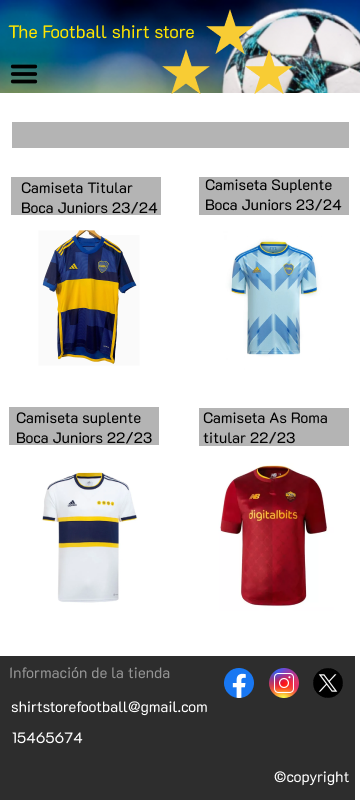 The Football shirt store
Camiseta Titular
Boca Juniors 23/24
Camiseta Suplente
Boca Juniors 23/24
Camiseta suplente
Boca Juniors 22/23
Camiseta As Roma
titular 22/23
NB
digitalbits
Información de la tienda
shirtstorefootball@gmail.com
15465674
©copyright